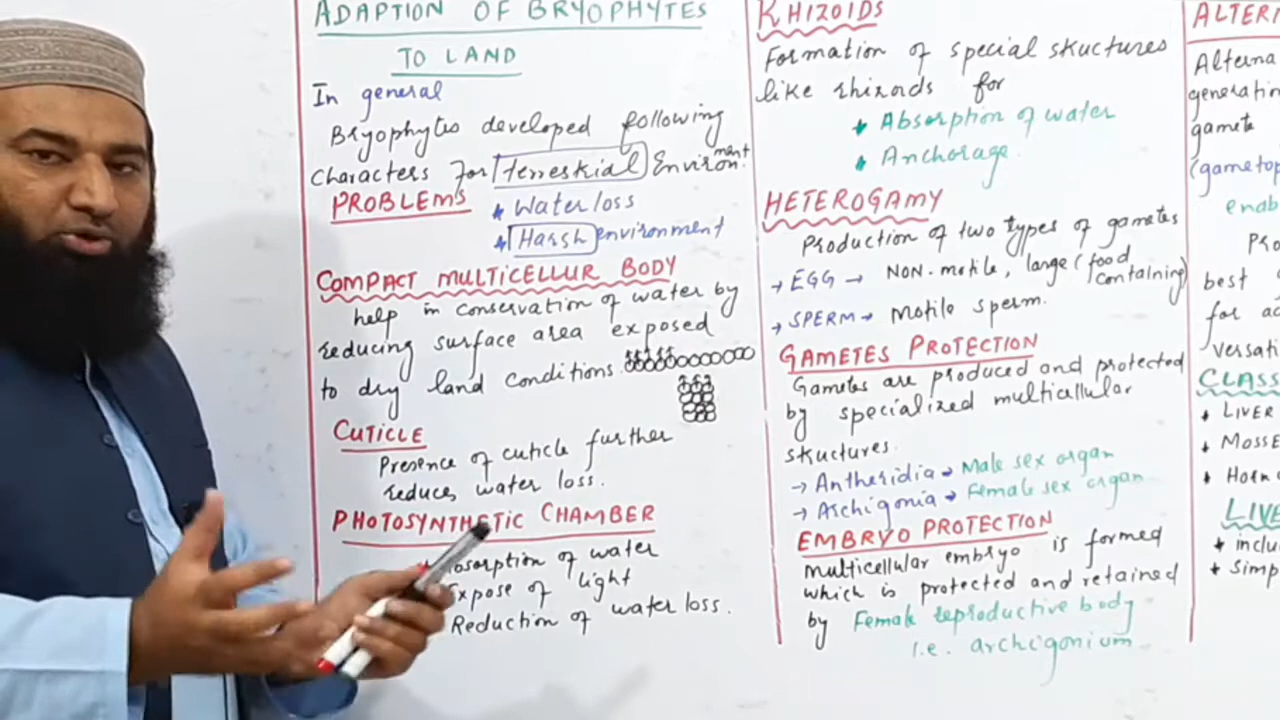 ADAPTION OF BRYOPHYTES
TO LAND
In general
Bryophytes developed following
characters For terrestrial Environment
PROBLEMS
* Water loss
* Harsh environment
COMPACT MULTICELLUR BODY
help in conservation of water by
reducing surface area exposed
to dry land conditions.
CUTICLE
Presence of cuticle further
reduces water loss.
PHOTOSYNTHETIC CHAMBER
of water
Expose of light
Reduction of water loss.
RHIZOIDS
Formation of special structures
like rhizoids for
* Absorption of water
* Anchorage.
HETEROGAMY
Production of two types of gametes
→ EGG → NON-motile, large (food containing)
→ SPERM → Motile sperm.
GAMETES PROTECTION
Gametes are produced and protected
by specialized multicellular
structures.
→ Antheridia → Male sex organ
→ Archigonia → Female sex organ
EMBRYO PROTECTION
multicellular embryo is formed
which is protected and retained
by Female reproductive body
i.e. archigonium
ALTER
Alterna
generatin
gamete
(gametop
enab
Pro
best
for
versati
CLASS
* LIVER
* MOSSE
* HORN
LIVE
* inclu
* Simp